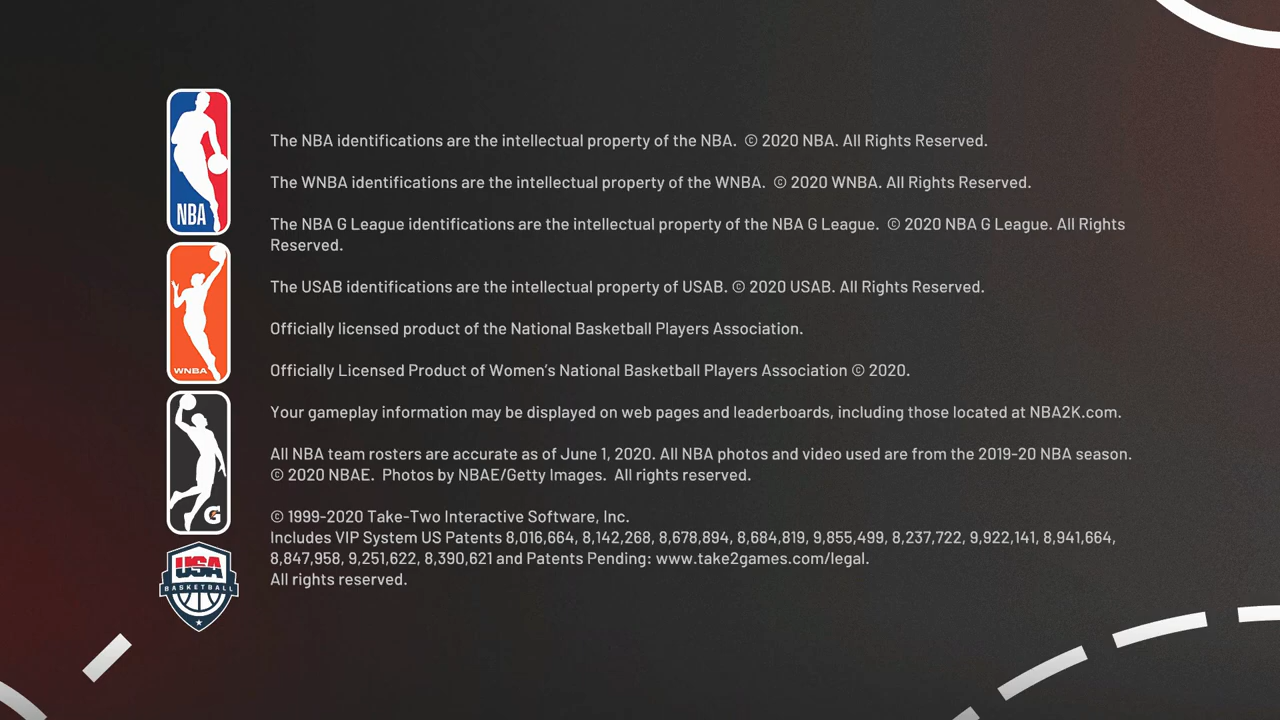 The NBA identifications are the intellectual property of the NBA.  © 2020 NBA. All Rights Reserved.
NBA
The WNBA identifications are the intellectual property of the WNBA.  © 2020 WNBA. All Rights Reserved.
The NBA G League identifications are the intellectual property of the NBA G League.  © 2020 NBA G League. All Rights
Reserved.
The USAB identifications are the intellectual property of USAB. © 2020 USAB. All Rights Reserved.
Officially licensed product of the National Basketball Players Association.
WNBA
Officially Licensed Product of Women’s National Basketball Players Association © 2020.
Your gameplay information may be displayed on web pages and leaderboards, including those located at NBA2K.com.
All NBA team rosters are accurate as of June 1, 2020. All NBA photos and video used are from the 2019-20 NBA season.
© 2020 NBAE.  Photos by NBAE/Getty Images.  All rights reserved.
G
© 1999-2020 Take-Two Interactive Software, Inc.
Includes VIP System US Patents 8,016,664, 8,142,268, 8,678,894, 8,684,819, 9,855,499, 8,237,722, 9,922,141, 8,941,664,
8,847,958, 9,251,622, 8,390,621 and Patents Pending: www.take2games.com/legal.
All rights reserved.
USA
BASKETBALL